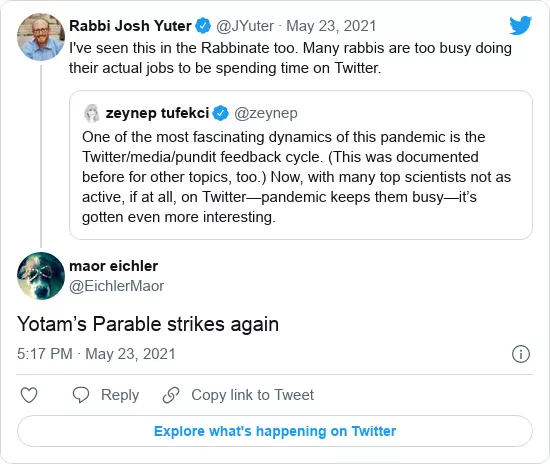 Rabbi Josh Yuter @JYuter · May 23, 2021
I've seen this in the Rabbinate too. Many rabbis are too busy doing
their actual jobs to be spending time on Twitter.
zeynep tufekci @zeynep
One of the most fascinating dynamics of this pandemic is the
Twitter/media/pundit feedback cycle. (This was documented
before for other topics, too.) Now, with many top scientists not as
active, if at all, on Twitter—pandemic keeps them busy—it’s
gotten even more interesting.
maor eichler
@EichlerMaor
Yotam’s Parable strikes again
5:17 PM · May 23, 2021
Reply
Copy link to Tweet
Explore what's happening on Twitter